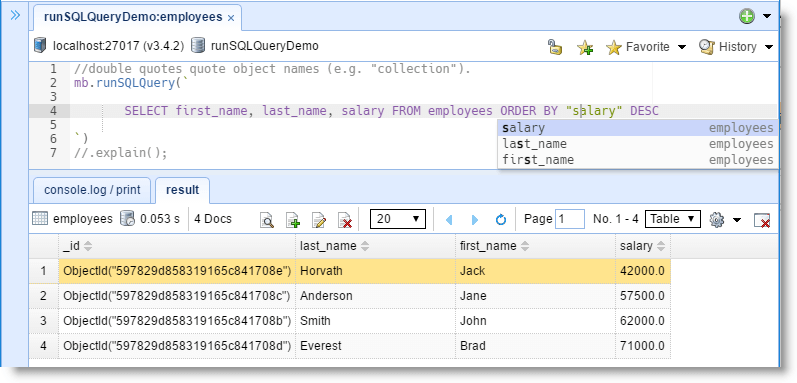 runSQLQueryDemo:employees ×
localhost:27017 (v3.4.2) runSQLQueryDemo Favorite History
1 //double quotes quote object names (e.g. "collection").
2 mb.runSQLQuery(`
3
4 SELECT first_name, last_name, salary FROM employees ORDER BY "salary" DESC
5
6 `)
7 //.explain();
salary employees
last_name employees
first_name employees
console.log / print result
employees 0.053 s 4 Docs 20 Page 1 No. 1 - 4 Table
_id last_name first_name salary
1 ObjectId("597829d858319165c841708e") Horvath Jack 42000.0
2 ObjectId("597829d858319165c841708c") Anderson Jane 57500.0
3 ObjectId("597829d858319165c841708b") Smith John 62000.0
4 ObjectId("597829d858319165c841708d") Everest Brad 71000.0